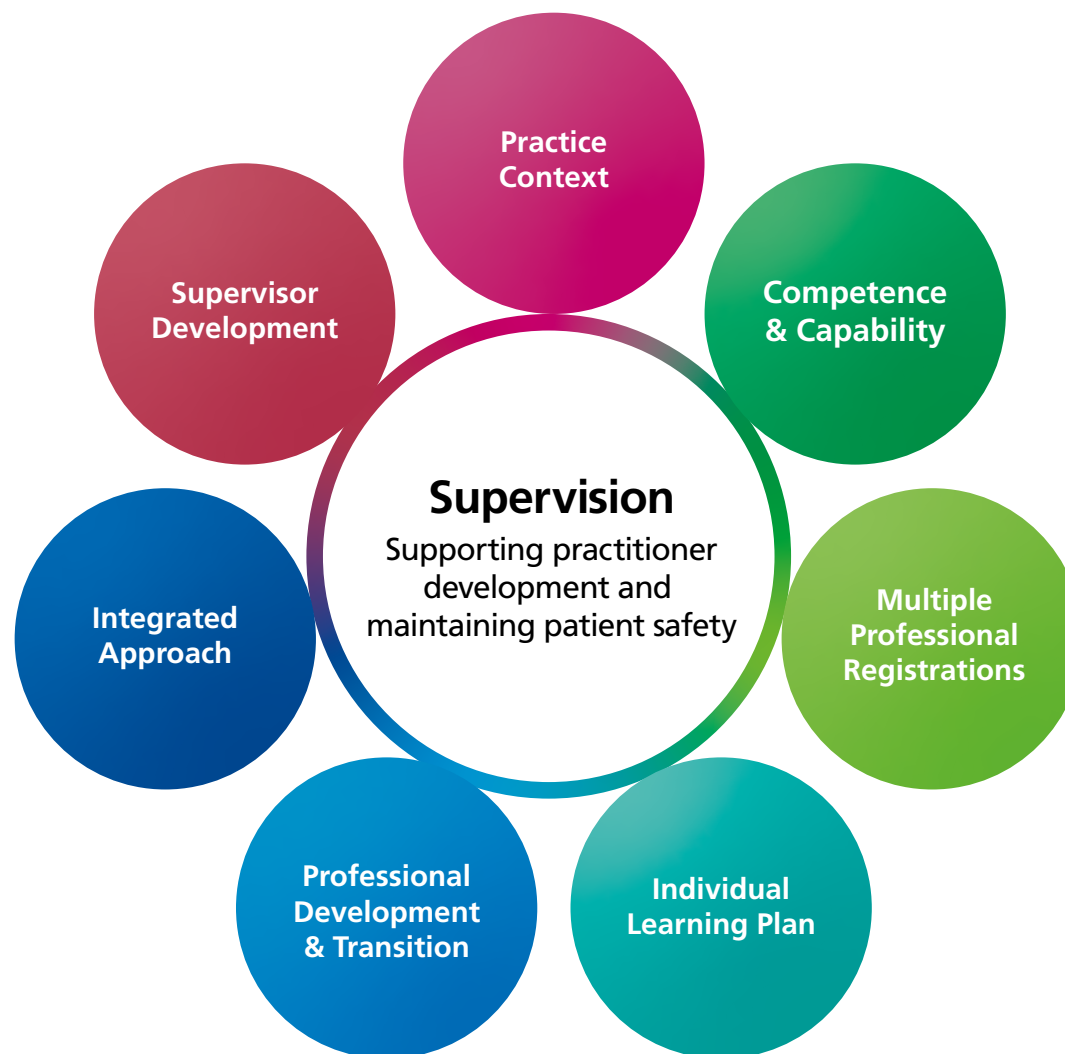 Practice
Context
Competence
& Capability
Multiple
Professional
Registrations
Individual
Learning Plan
Professional
Development
& Transition
Integrated
Approach
Supervisor
Development
Supervision
Supporting practitioner
development and
maintaining patient safety